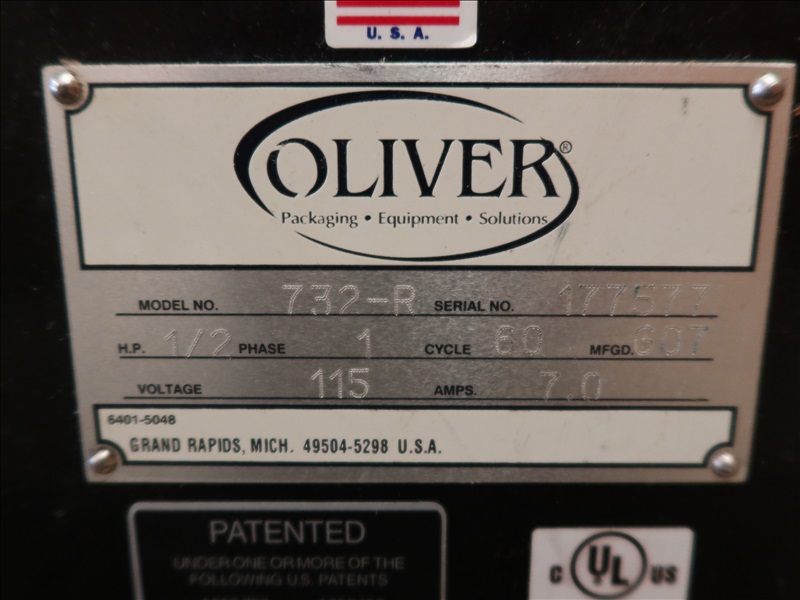 U. S. A.
OLIVER®
Packaging • Equipment • Solutions
MODEL NO. 732-R SERIAL NO. 177577
H.P. 1/2 PHASE 1 CYCLE 60 MFGD. 607
VOLTAGE 115 AMPS. 7.0
6401-5048
GRAND RAPIDS, MICH. 49504-5298 U.S.A.
PATENTED
UNDER ONE OR MORE OF THE
FOLLOWING U.S. PATENTS
C UL US